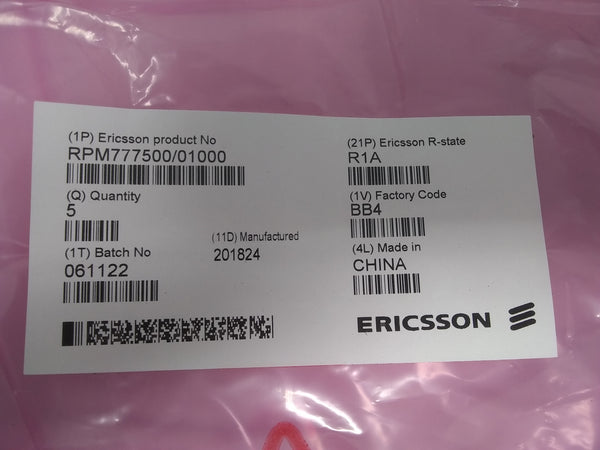 (1P) Ericsson product No
RPM777500/01000
(21P) Ericsson R-state
R1A
(Q) Quantity
5
(1V) Factory Code
BB4
(1T) Batch No
061122
(11D) Manufactured
201824
(4L) Made in
CHINA
ERICSSON